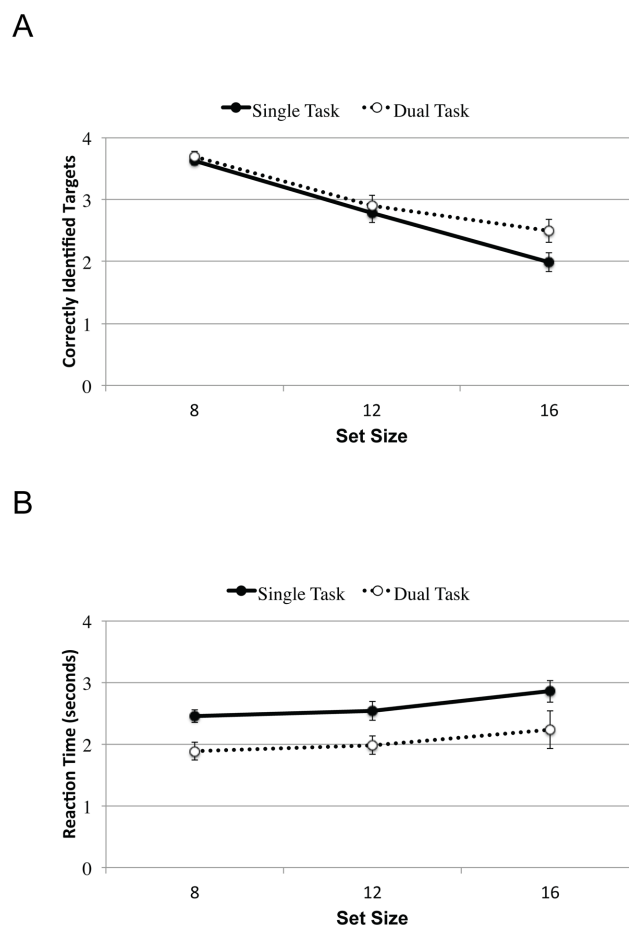 A
Single Task Dual Task
Correctly Identified Targets
4
3
2
1
0
8 12 16
Set Size
B
Single Task Dual Task
Reaction Time (seconds)
4
3
2
1
0
8 12 16
Set Size